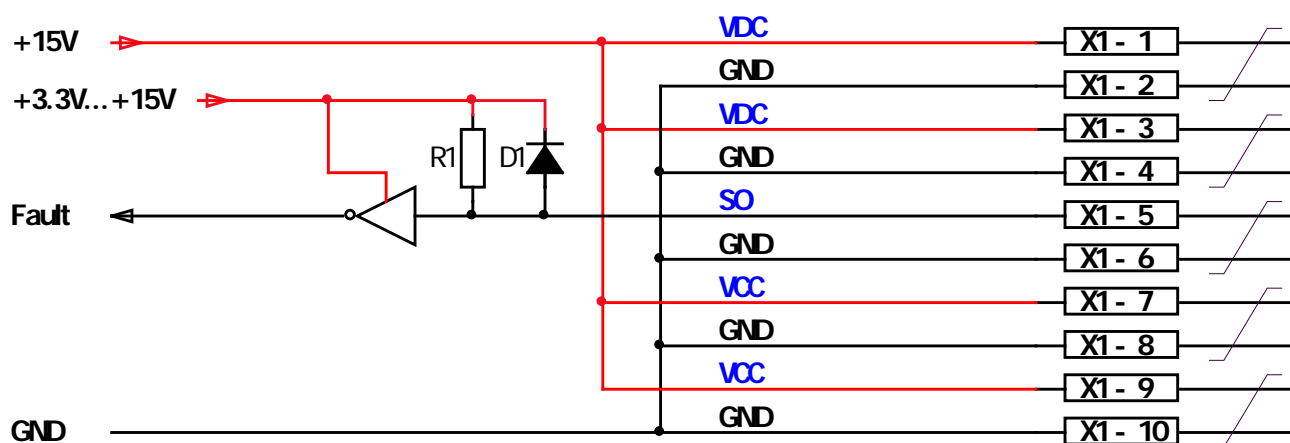 +15V VDC X1 - 1
GND X1 - 2
+3.3V...+15V
VDC X1 - 3
R1 D1
GND X1 - 4
Fault SO X1 - 5
GND X1 - 6
VCC X1 - 7
GND X1 - 8
VCC X1 - 9
GND GND X1 - 10